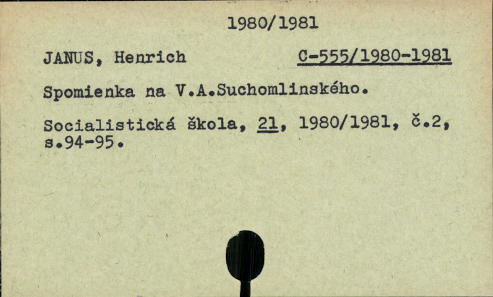 1980/1981
JANUS, Henrich C-555/1980-1981
Spomienka na V.A.Suchomlinského.
Socialistická škola, 21, 1980/1981, č.2,
s.94-95.